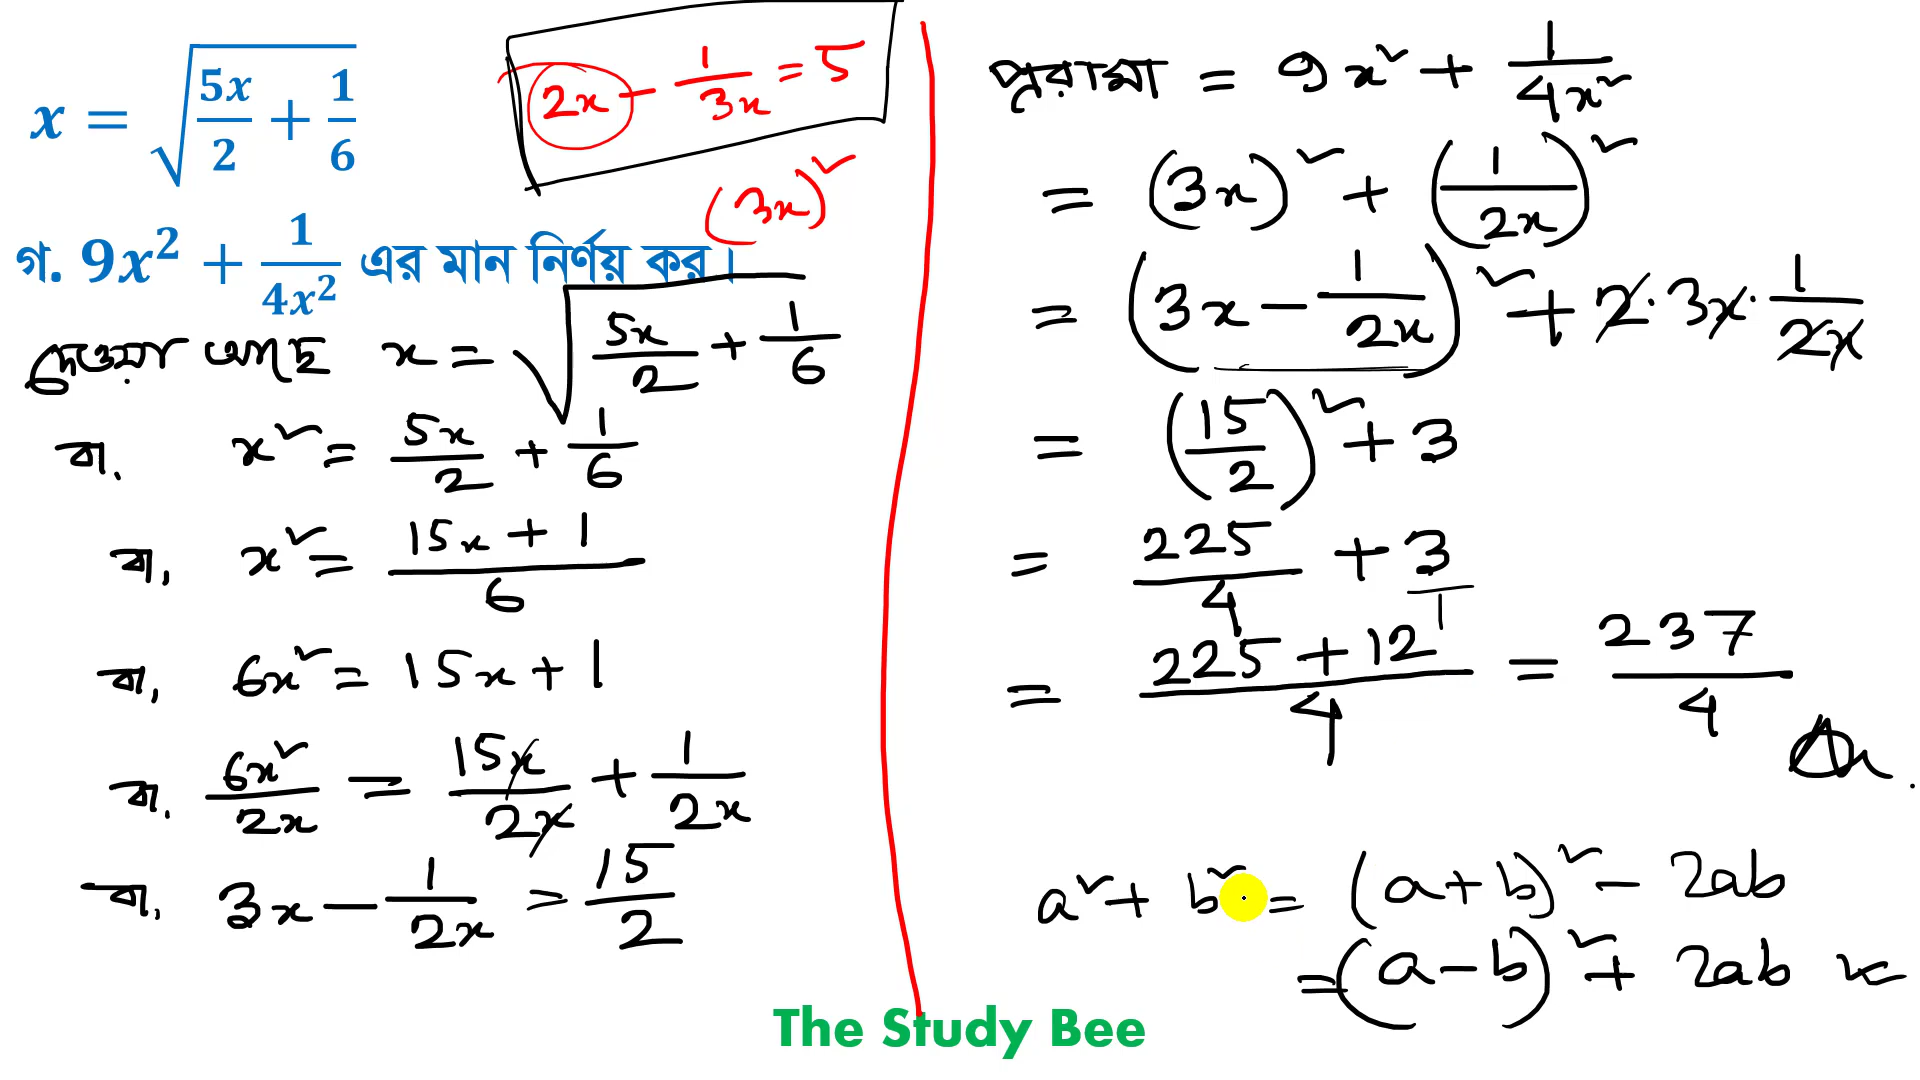 x = √(5x/2 + 1/6)
2x - 1/3x = 5
(3x)²
গ. 9x² + 1/4x² এর মান নির্ণয় কর।
দেওয়া আছে x = √(5x/2 + 1/6)
বা. x² = 5x/2 + 1/6
বা, x² = (15x + 1)/6
বা, 6x² = 15x + 1
বা. 6x²/2x = 15x/2x + 1/2x
বা, 3x - 1/2x = 15/2
প্রদত্ত রাশি = 9x² + 1/4x²
= (3x)² + (1/2x)²
= (3x - 1/2x)² + 2·3x·1/2x
= (15/2)² + 3
= 225/4 + 3/1
= (225 + 12)/4 = 237/4
Ans.
a² + b² = (a+b)² - 2ab
= (a-b)² + 2ab
The Study Bee